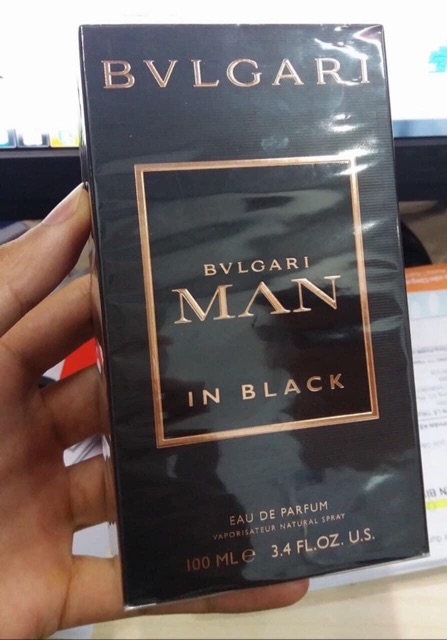 BVLGARI
BVLGARI
MAN
IN BLACK
EAU DE PARFUM
VAPORISATEUR NATURAL SPRAY
100 ML ℮ 3.4 FL.OZ. U.S.